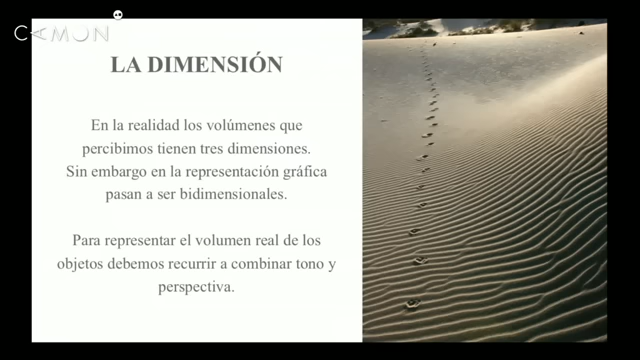 CAMON
LA DIMENSIÓN
En la realidad los volúmenes que
percibimos tienen tres dimensiones.
Sin embargo en la representación gráfica
pasan a ser bidimensionales.
Para representar el volumen real de los
objetos debemos recurrir a combinar tono y
perspectiva.